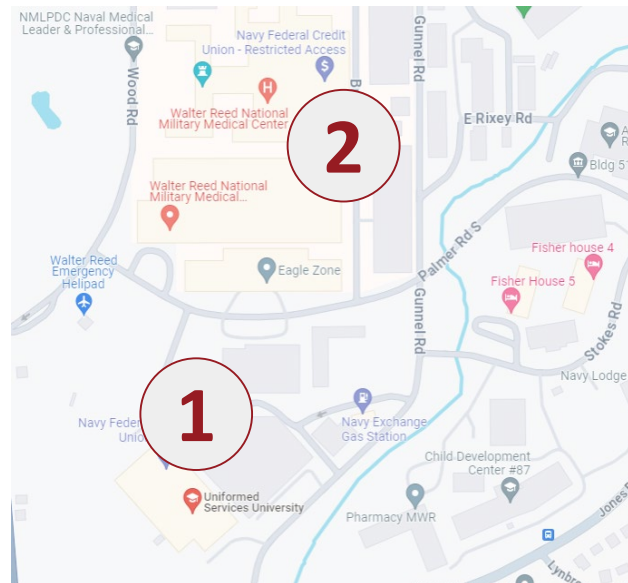 NMLPDC Naval Medical
Leader & Professional...
Navy Federal Credit
Union - Restricted Access
Gunnel Rd
Wood Rd
B
Walter Reed National
Military Medical Center
2
E Rixey Rd
A
R
Bldg 51
Walter Reed National
Military Medical...
Palmer Rd S
Fisher house 4
Walter Reed
Emergency
Helipad
Eagle Zone
Fisher House 5
Gunnel Rd
Stokes Rd
Navy Lodge
1
Navy Feder
Unio
Navy Exchange
Gas Station
Child Development
Center #87
Uniformed
Services University
Pharmacy MWR
Jones
Lynbro